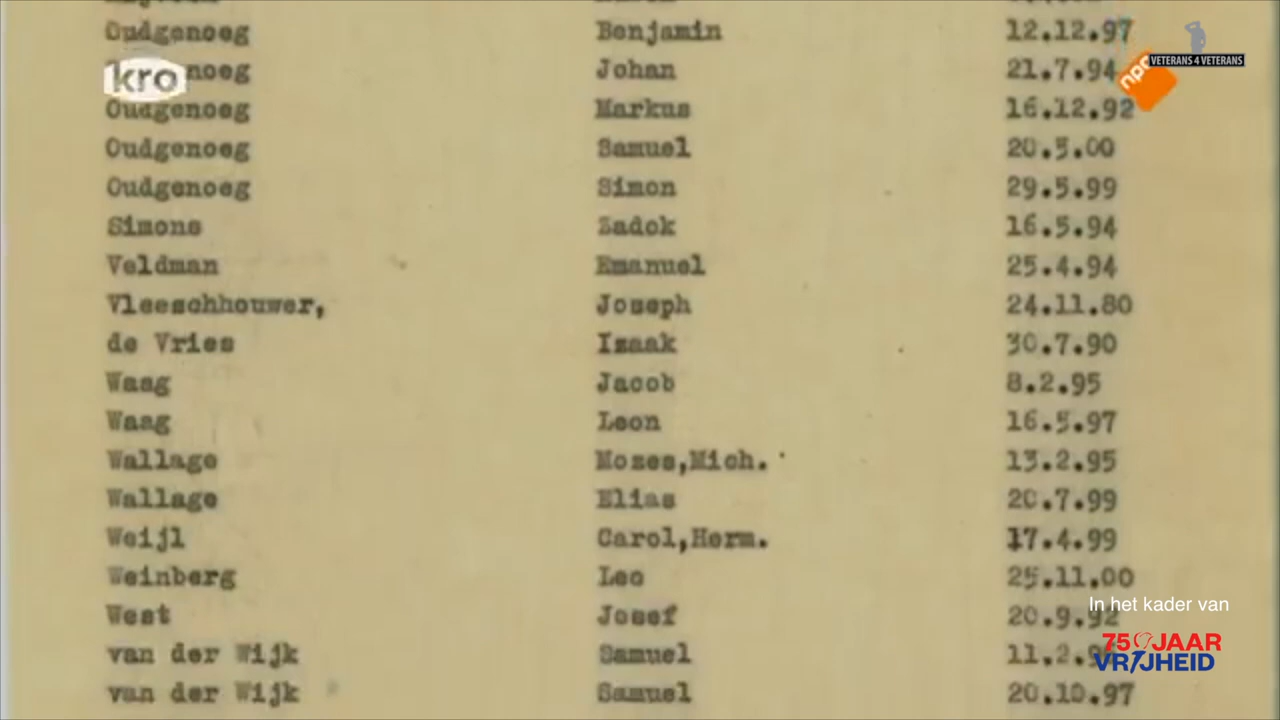 Oudgenoeg Benjamin 12.12.97
noeg Johan 21.7.94
Oudgenoeg Markus 16.12.92
Oudgenoeg Samuel 20.5.00
Oudgenoeg Simon 29.5.99
Simons Zadok 16.5.94
Veldman Emanuel 25.4.94
Vleeschhouwer, Joseph 24.11.80
de Vries Izaak 30.7.90
Waag Jacob 8.2.95
Waag Leon 16.5.97
Wallage Mozes,Mich. 13.2.95
Wallage Elias 20.7.99
Weijl Carol,Herm. 17.4.99
Weinberg Leo 25.11.00
West Josef 20.9.92
van der Wijk Samuel
van der Wijk Samuel 20.10.97
kro
npo
VETERANS 4 VETERANS
In het kader van
75 JAAR
VRIJHEID